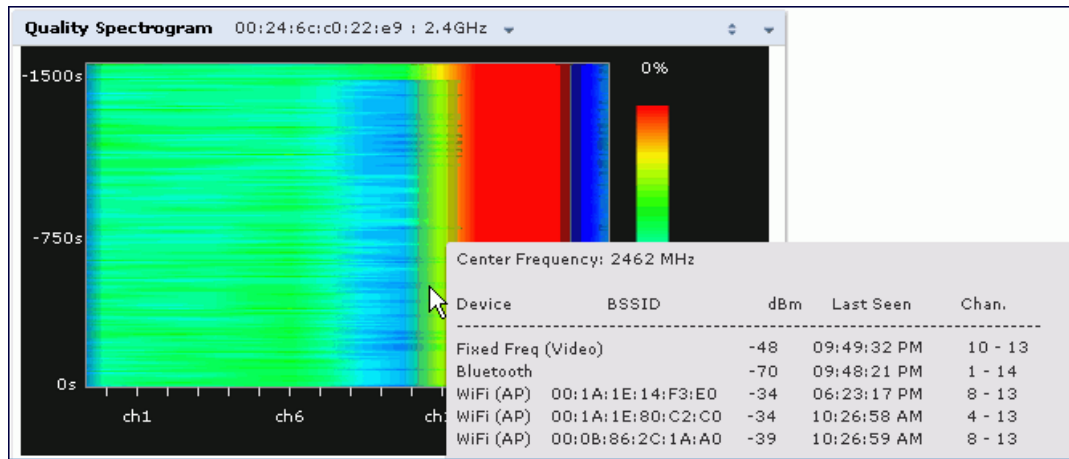 Quality Spectrogram 00:24:6c:c0:22:e9 : 2.4GHz
0%
-1500s
-750s
0s
ch1 ch6 ch1
Center Frequency: 2462 MHz
Device BSSID dBm Last Seen Chan.
Fixed Freq (Video) -48 09:49:32 PM 10 - 13
Bluetooth -70 09:48:21 PM 1 - 14
WiFi (AP) 00:1A:1E:14:F3:E0 -34 06:23:17 PM 8 - 13
WiFi (AP) 00:1A:1E:80:C2:C0 -34 10:26:58 AM 4 - 13
WiFi (AP) 00:0B:86:2C:1A:A0 -39 10:26:59 AM 8 - 13